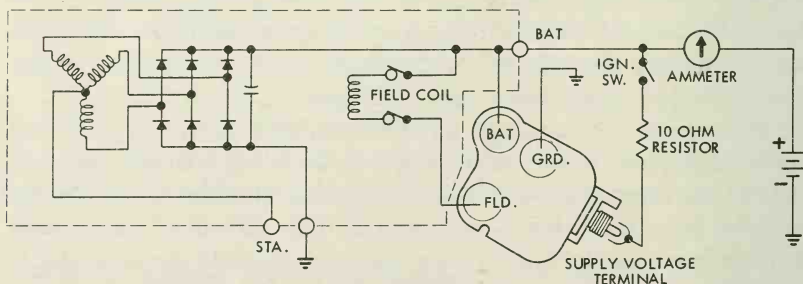 BAT
IGN.
SW.
AMMETER
FIELD COIL
BAT
GRD.
10 OHM
RESISTOR
+
-
FLD.
STA.
SUPPLY VOLTAGE
TERMINAL